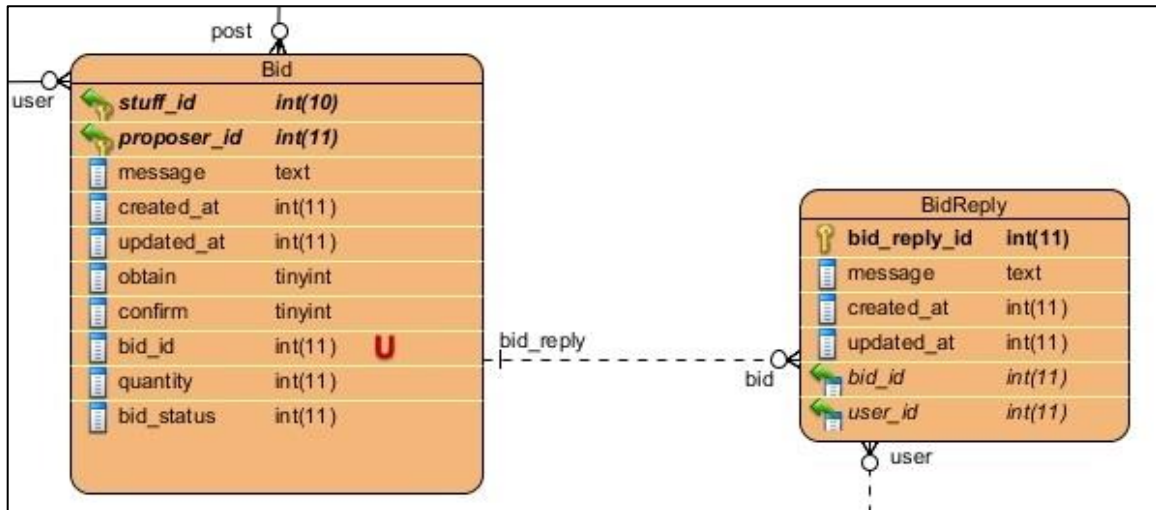 post
user
Bid
stuff_id int(10)
proposer_id int(11)
message text
created_at int(11)
updated_at int(11)
obtain tinyint
confirm tinyint
bid_id int(11) U
quantity int(11)
bid_status int(11)
bid_reply
bid
BidReply
bid_reply_id int(11)
message text
created_at int(11)
updated_at int(11)
bid_id int(11)
user_id int(11)
user